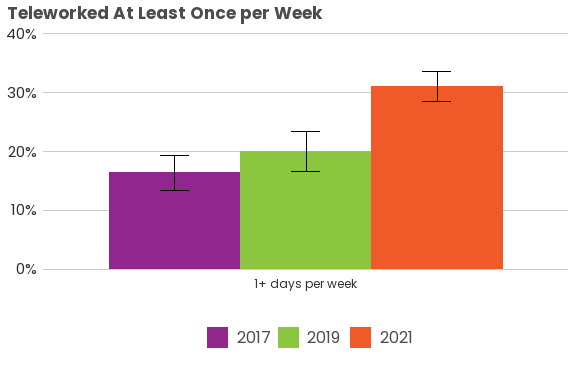 Teleworked At Least Once per Week
40%
30%
20%
10%
0%
1+ days per week
2017 2019 2021